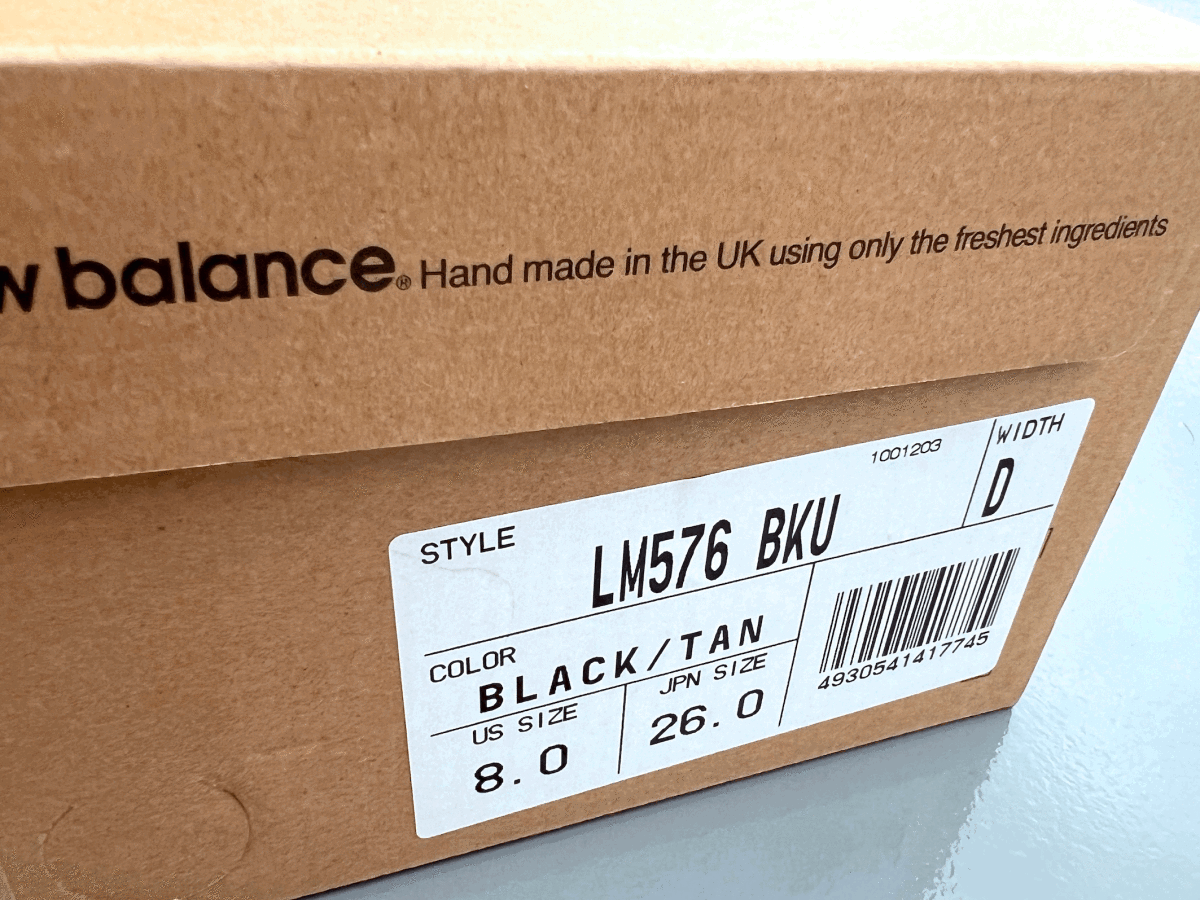 w balance® Hand made in the UK using only the freshest ingredients
1001203
WIDTH
D
STYLE
LM576 BKU
COLOR
BLACK/TAN
US SIZE
8.0
JPN SIZE
26.0
4930541417745